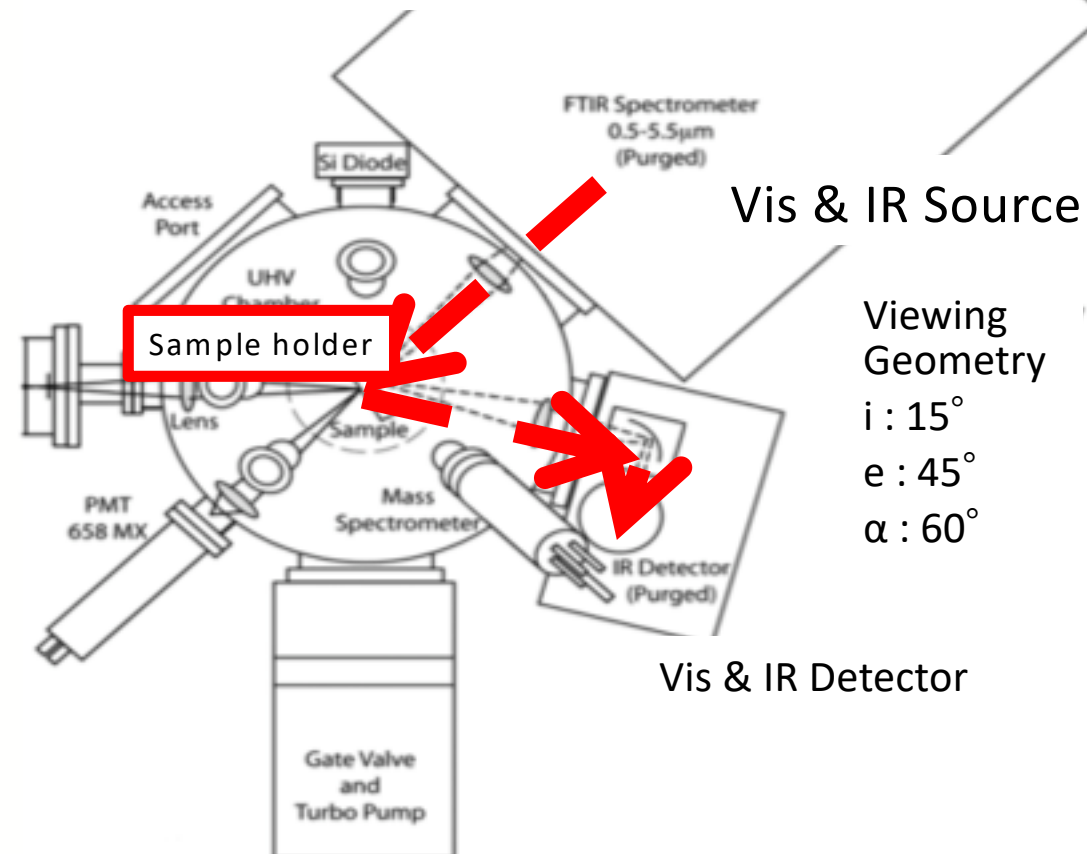 FTIR Spectrometer
0.5-5.5μm
(Purged)
Si Diode
Access
Port
Vis & IR Source
UHV
Chamber
Sample holder
Viewing
Geometry
i : 15°
e : 45°
α : 60°
Lens
Sample
PMT
658 MX
Mass
Spectrometer
IR Detector
(Purged)
Vis & IR Detector
Gate Valve
and
Turbo Pump